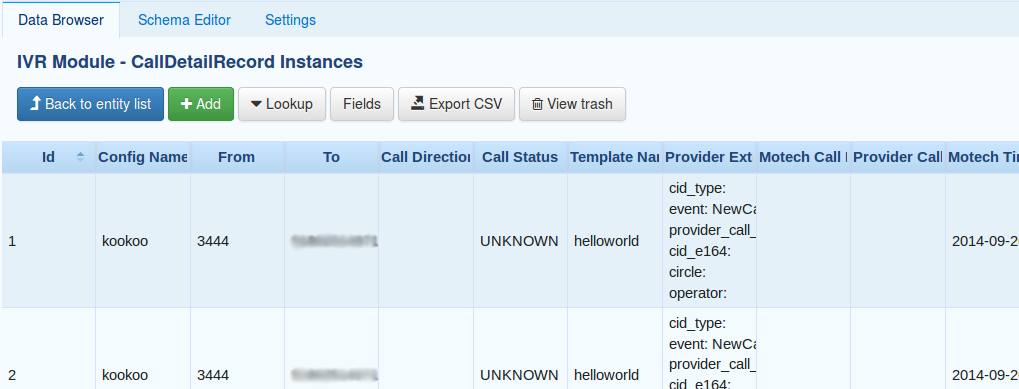 Data Browser Schema Editor Settings
IVR Module - CallDetailRecord Instances
Back to entity list Add Lookup Fields Export CSV View trash
Id Config Name From To Call Direction Call Status Template Na Provider Ext Motech Call Provider Call Motech Ti
cid_type:
event: NewCa
provider_call_
1 kookoo 3444 UNKNOWN helloworld 2014-09-2
cid_e164:
circle:
operator:
cid_type:
event: NewCa
provider_call_
2 kookoo 3444 UNKNOWN helloworld 2014-09-2
cid_e164: